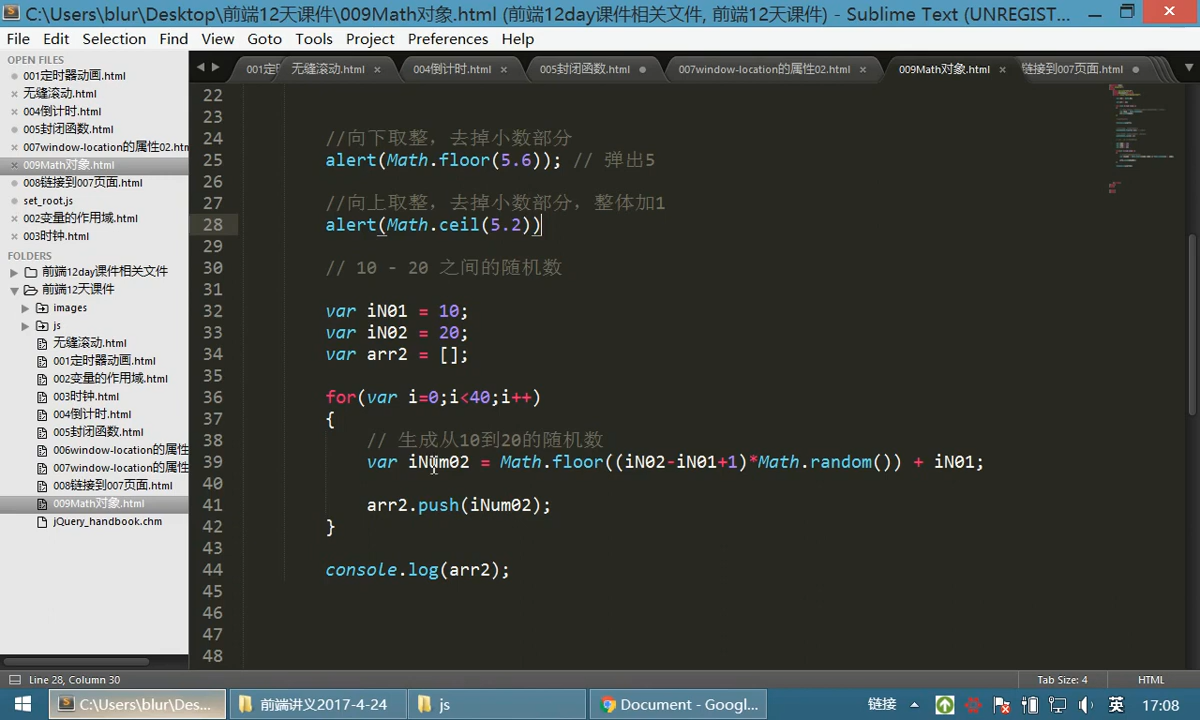 C:\Users\blur\Desktop\前端12天课件\009Math对象.html (前端12day课件相关文件, 前端12天课件) - Sublime Text (UNREGIST...
File Edit Selection Find View Goto Tools Project Preferences Help
OPEN FILES
001定时器动画.html
无缝滚动.html
004倒计时.html
005封闭函数.html
007window-location的属性02.htm
009Math对象.html
008链接到007页面.html
set_root.js
002变量的作用域.html
003时钟.html
FOLDERS
前端12day课件相关文件
前端12天课件
images
js
无缝滚动.html
001定时器动画.html
002变量的作用域.html
003时钟.html
004倒计时.html
005封闭函数.html
006window-location的属性
007window-location的属性
008链接到007页面.html
009Math对象.html
jQuery_handbook.chm
001定时 无缝滚动.html × 004倒计时.html × 005封闭函数.html 007window-location的属性02.html × 009Math对象.html × 链接到007页面.html
22
23
24 //向下取整，去掉小数部分
25 alert(Math.floor(5.6)); // 弹出5
26
27 //向上取整，去掉小数部分，整体加1
28 alert(Math.ceil(5.2))
29
30 // 10 - 20 之间的随机数
31
32 var iN01 = 10;
33 var iN02 = 20;
34 var arr2 = [];
35
36 for(var i=0;i<40;i++)
37 {
38 // 生成从10到20的随机数
39 var iNum02 = Math.floor((iN02-iN01+1)*Math.random()) + iN01;
40
41 arr2.push(iNum02);
42 }
43
44 console.log(arr2);
45
46
47
48
Line 28, Column 30 Tab Size: 4 HTML
C:\Users\blur\Des... 前端讲义2017-4-24 js Document - Googl... 链接 英 17:08